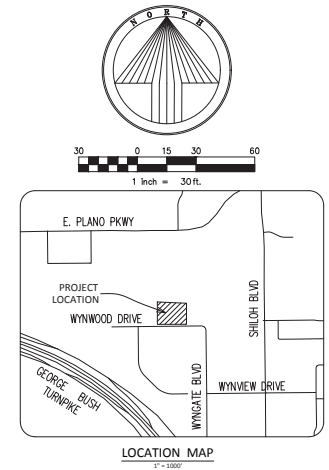 NORTH
30 0 15 30 60
1 inch = 30 ft.
E. PLANO PKWY
PROJECT
LOCATION
WYNWOOD DRIVE
SHILOH BLVD
GEORGE BUSH
TURNPIKE
WYNGATE BLVD
WYNVIEW DRIVE
LOCATION MAP
1" = 1000'